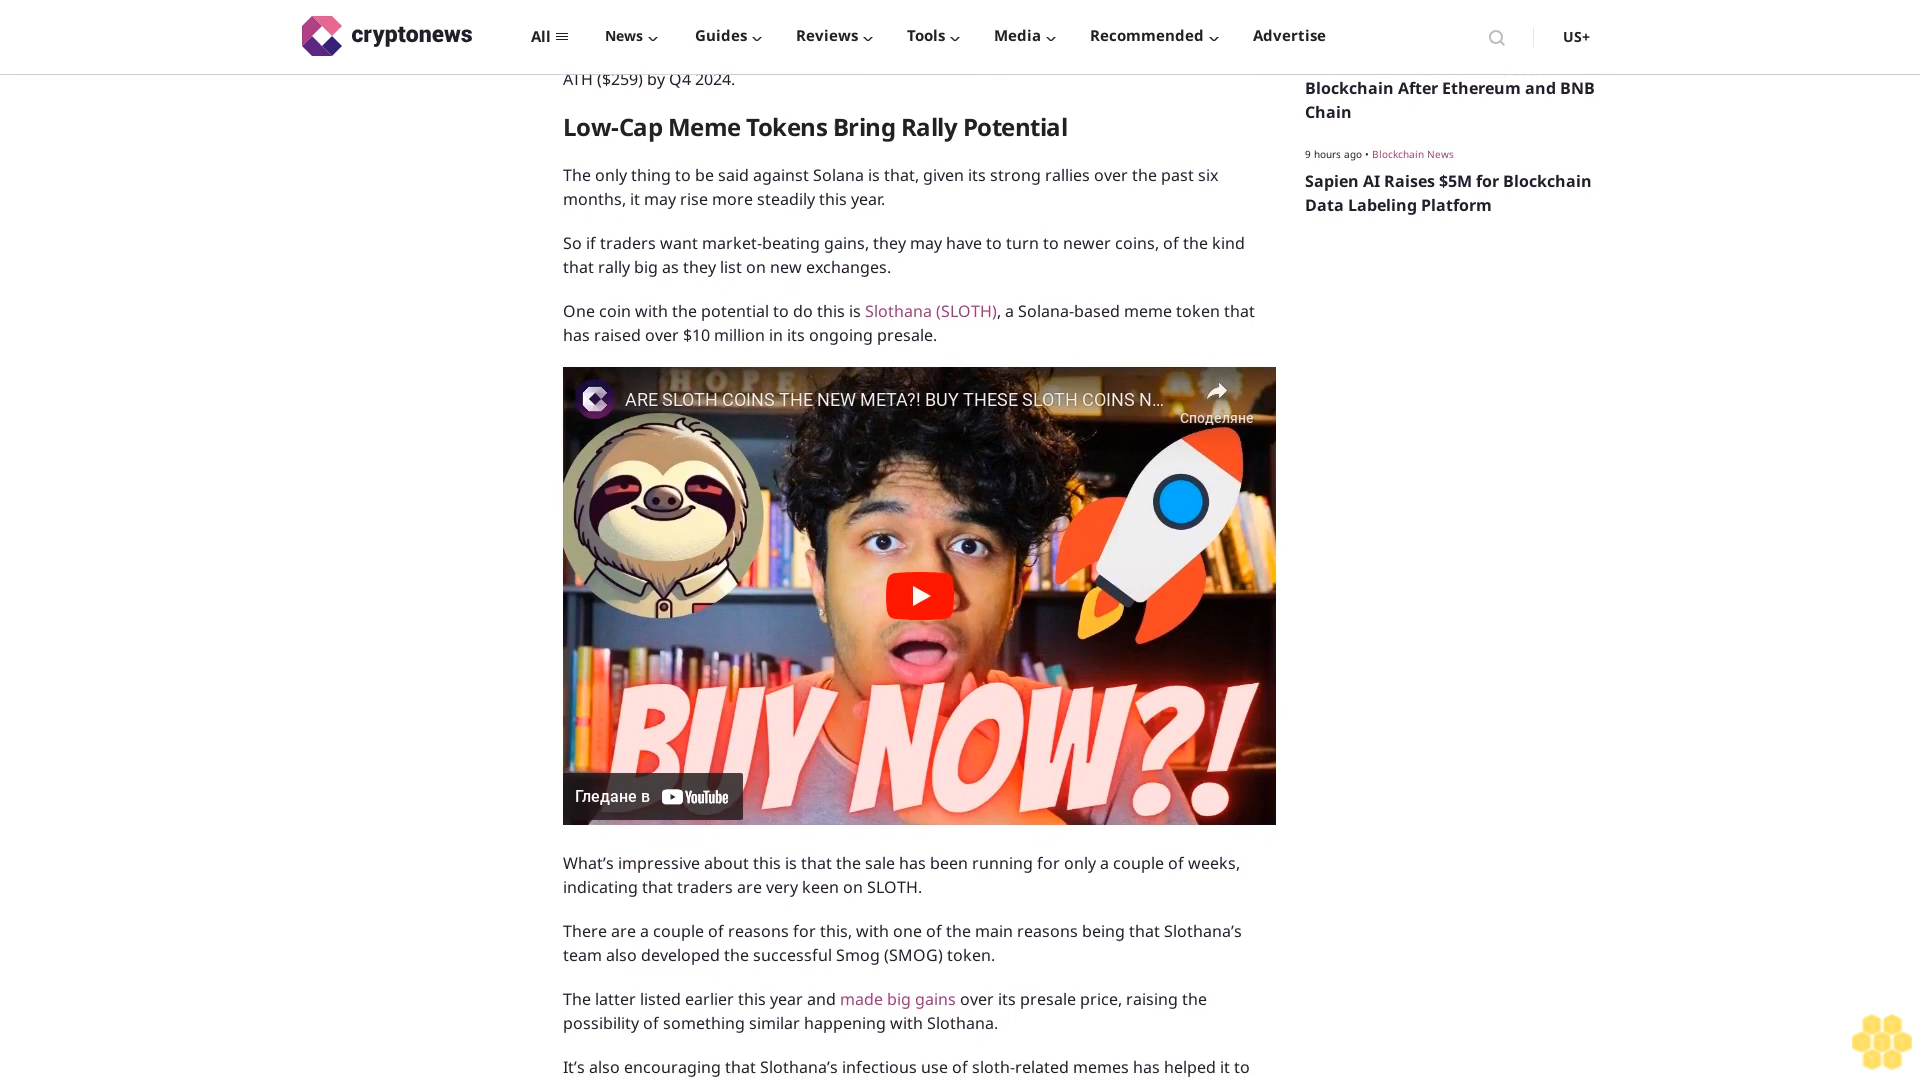 cryptonews
All
News
Guides
Reviews
Tools
Media
Recommended
Advertise
US+
ATH ($259) by Q4 2024.
Low-Cap Meme Tokens Bring Rally Potential
The only thing to be said against Solana is that, given its strong rallies over the past six
months, it may rise more steadily this year.
So if traders want market-beating gains, they may have to turn to newer coins, of the kind
that rally big as they list on new exchanges.
One coin with the potential to do this is Slothana (SLOTH), a Solana-based meme token that
has raised over $10 million in its ongoing presale.
HOPE
ARE SLOTH COINS THE NEW META?! BUY THESE SLOTH COINS N...
Споделяне
BUY NOW?!
Гледане в YouTube
What’s impressive about this is that the sale has been running for only a couple of weeks,
indicating that traders are very keen on SLOTH.
There are a couple of reasons for this, with one of the main reasons being that Slothana’s
team also developed the successful Smog (SMOG) token.
The latter listed earlier this year and made big gains over its presale price, raising the
possibility of something similar happening with Slothana.
It’s also encouraging that Slothana’s infectious use of sloth-related memes has helped it to
Blockchain After Ethereum and BNB
Chain
9 hours ago • Blockchain News
Sapien AI Raises $5M for Blockchain
Data Labeling Platform